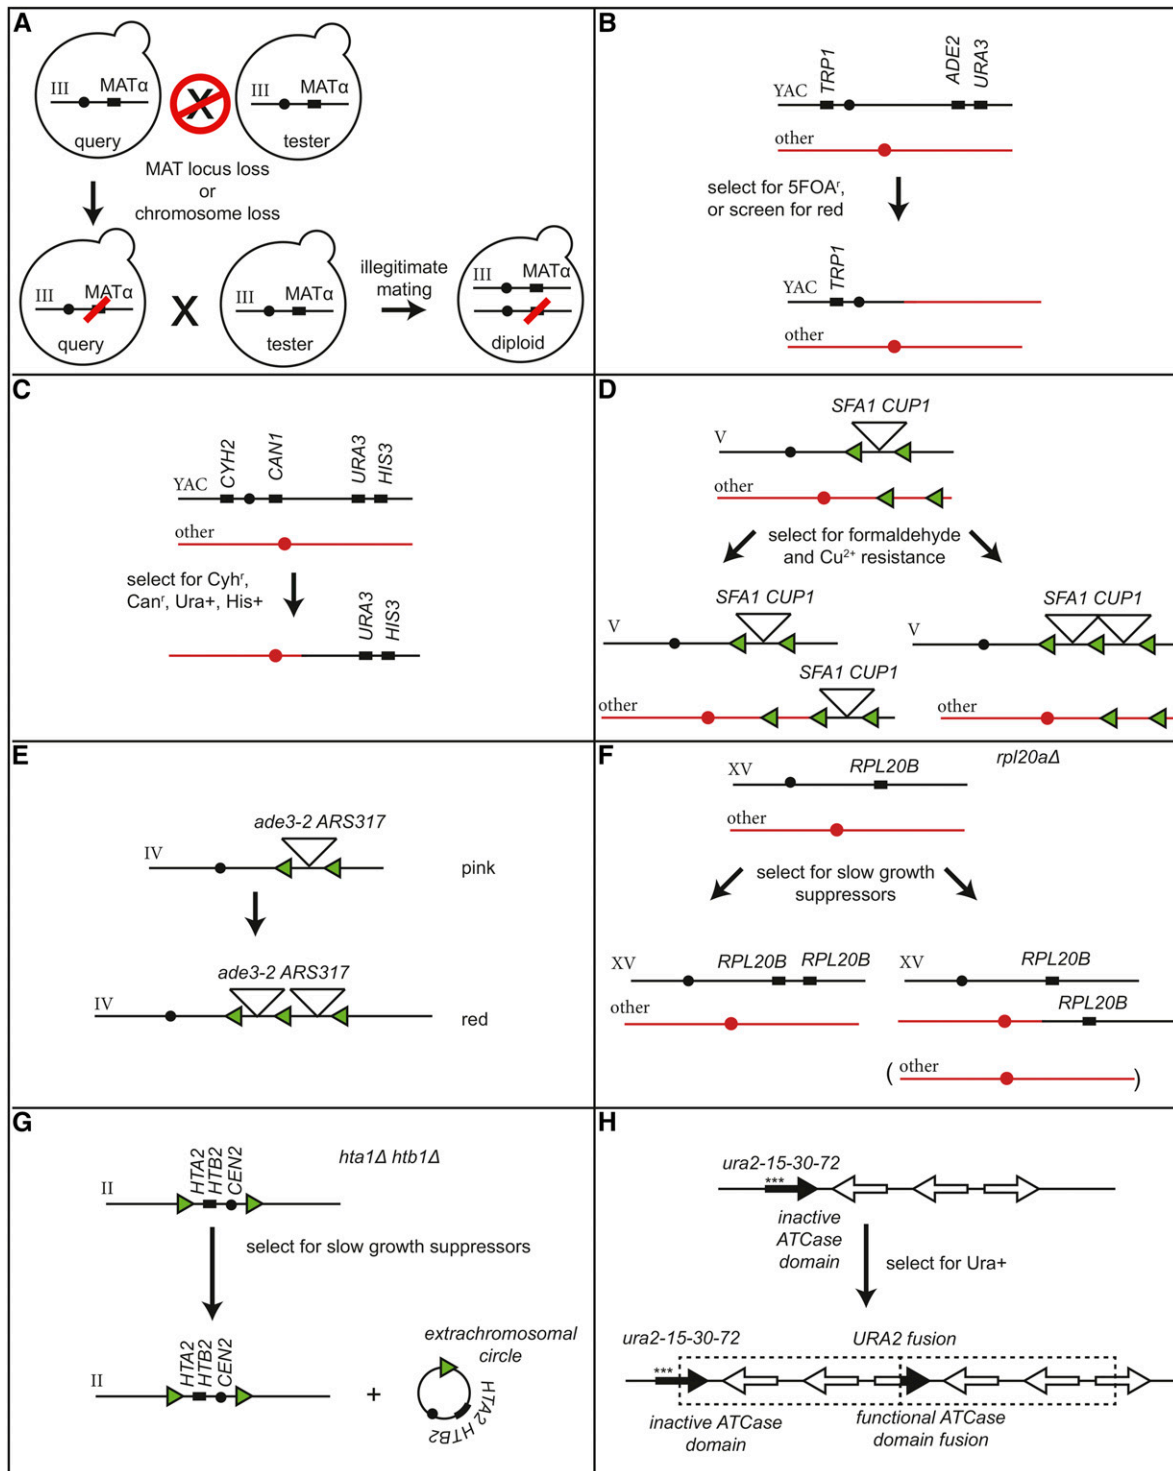 A
III
MATα
query
X
III
MATα
tester
MAT locus loss
or
chromosome loss
III
MATα
query
X
III
MATα
tester
illegitimate
mating
III
MATα
diploid
B
YAC
TRP1
ADE2
URA3
other
select for 5FOAʳ,
or screen for red
YAC
TRP1
other
C
YAC
CYH2
CAN1
URA3
HIS3
other
select for Cyhʳ,
Canʳ, Ura+, His+
URA3
HIS3
D
SFA1 CUP1
V
other
select for formaldehyde
and Cu²⁺ resistance
SFA1 CUP1
V
SFA1 CUP1
other
SFA1 CUP1
V
other
E
ade3-2 ARS317
IV
pink
ade3-2 ARS317
IV
red
F
rpl20aΔ
XV
RPL20B
other
select for slow growth
suppressors
XV
RPL20B
RPL20B
other
XV
RPL20B
RPL20B
( other )
G
hta1Δ htb1Δ
II
HTA2
HTB2
CEN2
select for slow growth suppressors
II
HTA2
HTB2
CEN2
+
extrachromosomal
circle
HTA2 HTB2
H
ura2-15-30-72
***
inactive
ATCase
domain
select for Ura+
ura2-15-30-72
URA2 fusion
***
inactive ATCase
domain
functional ATCase
domain fusion